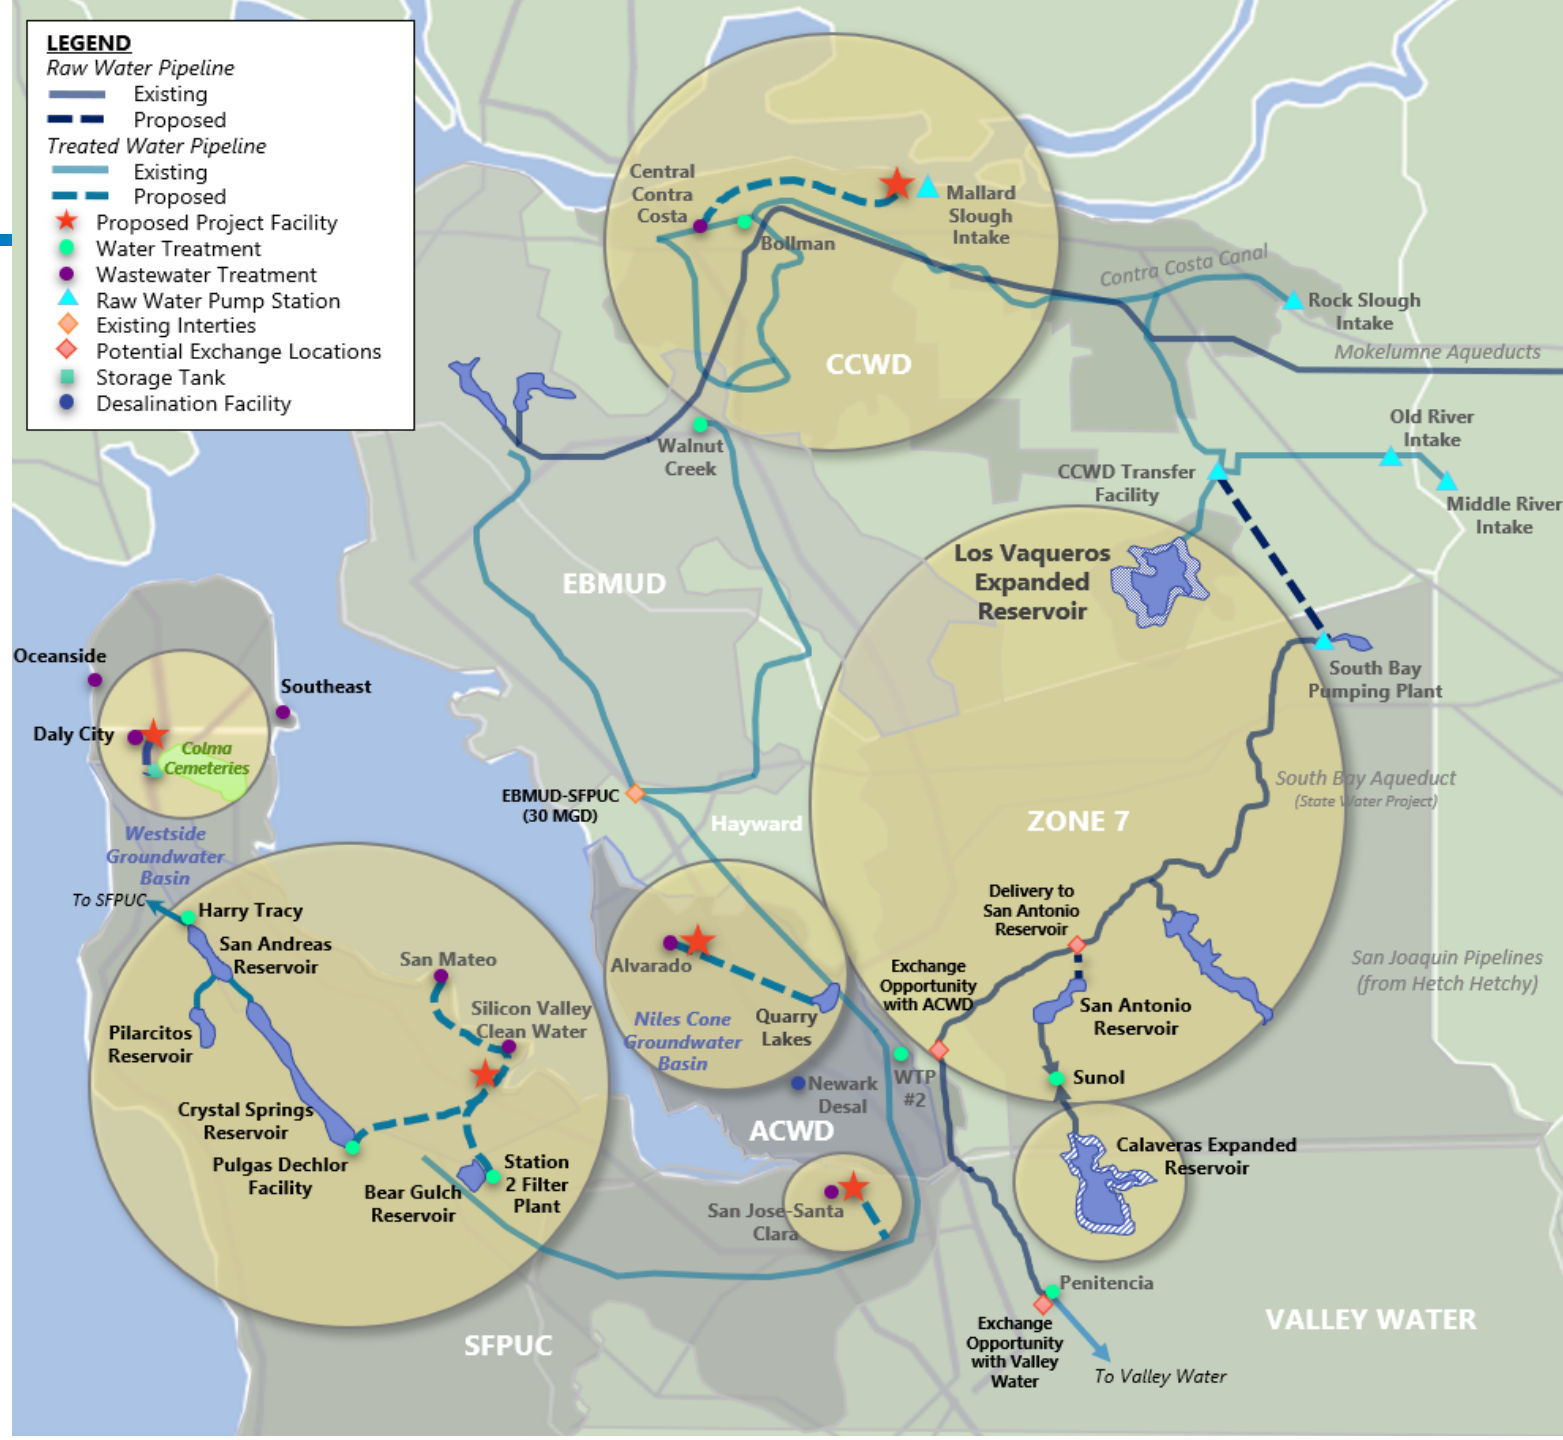 LEGEND
Raw Water Pipeline
Existing
Proposed
Treated Water Pipeline
Existing
Proposed
Proposed Project Facility
Water Treatment
Wastewater Treatment
Raw Water Pump Station
Existing Interties
Potential Exchange Locations
Storage Tank
Desalination Facility
Central
Contra
Costa
Bollman
Mallard
Slough
Intake
CCWD
Contra Costa Canal
Rock Slough
Intake
Mokelumne Aqueducts
Old River
Intake
Middle River
Intake
CCWD Transfer
Facility
Walnut
Creek
EBMUD
Los Vaqueros
Expanded
Reservoir
South Bay
Pumping Plant
Oceanside
Southeast
Daly City
Colma
Cemeteries
Westside
Groundwater
Basin
EBMUD-SFPUC
(30 MGD)
Hayward
ZONE 7
South Bay Aqueduct
(State Water Project)
Delivery to
San Antonio
Reservoir
San Joaquin Pipelines
(from Hetch Hetchy)
Exchange
Opportunity
with ACWD
San Antonio
Reservoir
Sunol
To SFPUC
Harry Tracy
San Andreas
Reservoir
San Mateo
Silicon Valley
Clean Water
Pilarcitos
Reservoir
Crystal Springs
Reservoir
Pulgas Dechlor
Facility
Bear Gulch
Reservoir
Station
2 Filter
Plant
Alvarado
Quarry
Lakes
Niles Cone
Groundwater
Basin
Newark
Desal
WTP
#2
ACWD
San Jose-Santa
Clara
Calaveras Expanded
Reservoir
Penitencia
Exchange
Opportunity
with Valley
Water
To Valley Water
VALLEY WATER
SFPUC